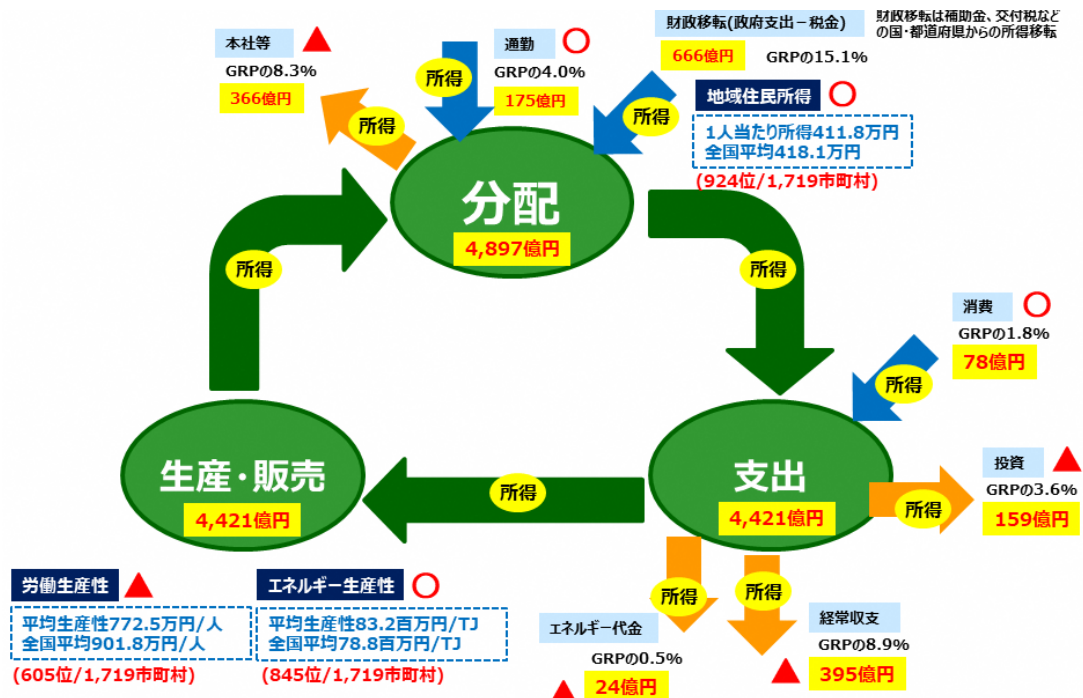 財政移転(政府支出－税金)
財政移転は補助金、交付税など
の国・都道府県からの所得移転
本社等 ▲
GRPの8.3%
366億円
所得
通勤 ○
GRPの4.0%
175億円
所得
666億円 GRPの15.1%
所得
地域住民所得 ○
1人当たり所得411.8万円
全国平均418.1万円
(924位/1,719市町村)
分配
4,897億円
所得
所得
消費 ○
GRPの1.8%
78億円
所得
生産・販売
4,421億円
所得
支出
4,421億円
投資 ▲
GRPの3.6%
159億円
所得
労働生産性 ▲
平均生産性772.5万円/人
全国平均901.8万円/人
(605位/1,719市町村)
エネルギー生産性 ○
平均生産性83.2百万円/TJ
全国平均78.8百万円/TJ
(845位/1,719市町村)
所得
エネルギー代金
GRPの0.5%
▲ 24億円
所得
経常収支
GRPの8.9%
▲ 395億円